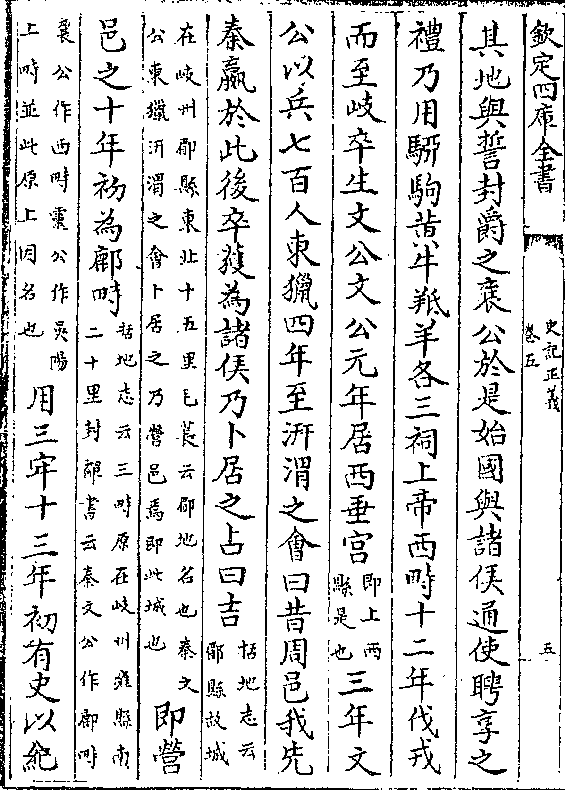 欽定四庫全書
史記正義
卷五
五
其地與誓封爵之襄公於是始國與諸侯通使聘享之
禮乃用駵駒黄牛羝羊各三祠上帝西畤十二年伐戎
而至岐卒生文公文公元年居西垂宫即上西縣是也三年文
公以兵七百人東獵四年至汧渭之會曰昔周邑我先
秦嬴於此後卒獲為諸侯乃卜居之占曰吉括地志云郿縣故城
在岐州郿縣東北十五里毛萇云郿地名也秦文公東獵汧渭之會卜居之乃營邑焉即此城也即營
邑之十年初為鄜畤括地志云三畤原在岐州雍縣南二十里封禪書云秦文公作鄜畤
襄公作西畤靈公作吳陽上畤並此原上因名也用三牢十三年初有史以紀